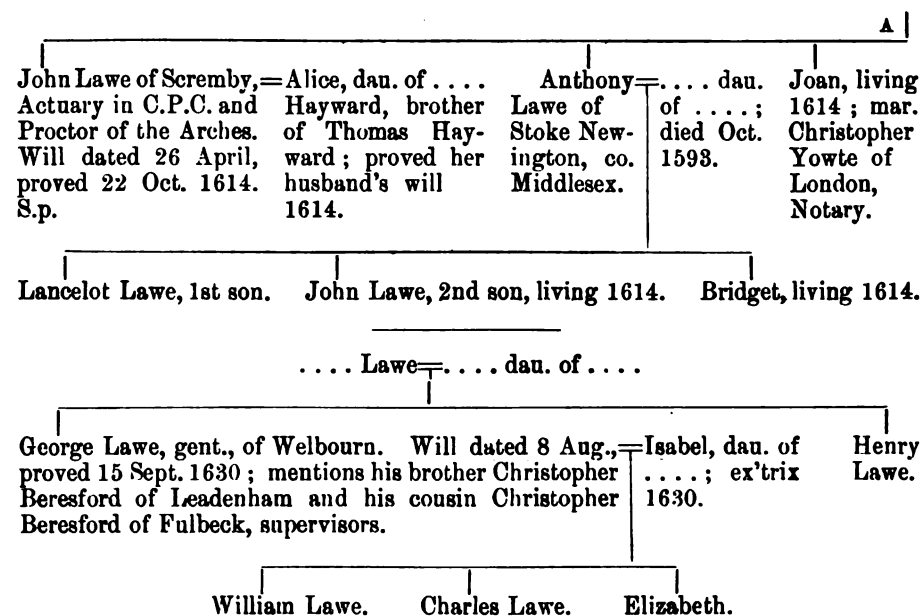 A
John Lawe of Scremby,=
Actuary in C.P.C. and
Proctor of the Arches.
Will dated 26 April,
proved 22 Oct. 1614.
S.p.
Alice, dau. of . . . .
Hayward, brother
of Thomas Hay-
ward ; proved her
husband's will
1614.
Anthony=
Lawe of
Stoke New-
ington, co.
Middlesex.
. . . . dau.
of . . . . ;
died Oct.
1593.
Joan, living
1614 ; mar.
Christopher
Yowte of
London,
Notary.
Lancelot Lawe, 1st son.
John Lawe, 2nd son, living 1614.
Bridget, living 1614.
. . . . Lawe=. . . . dau. of . . . .
George Lawe, gent., of Welbourn. Will dated 8 Aug.,=
proved 15 Sept. 1630 ; mentions his brother Christopher
Beresford of Leadenham and his cousin Christopher
Beresford of Fulbeck, supervisors.
Isabel, dau. of
. . . . ; ex'trix
1630.
Henry
Lawe.
William Lawe.
Charles Lawe.
Elizabeth.